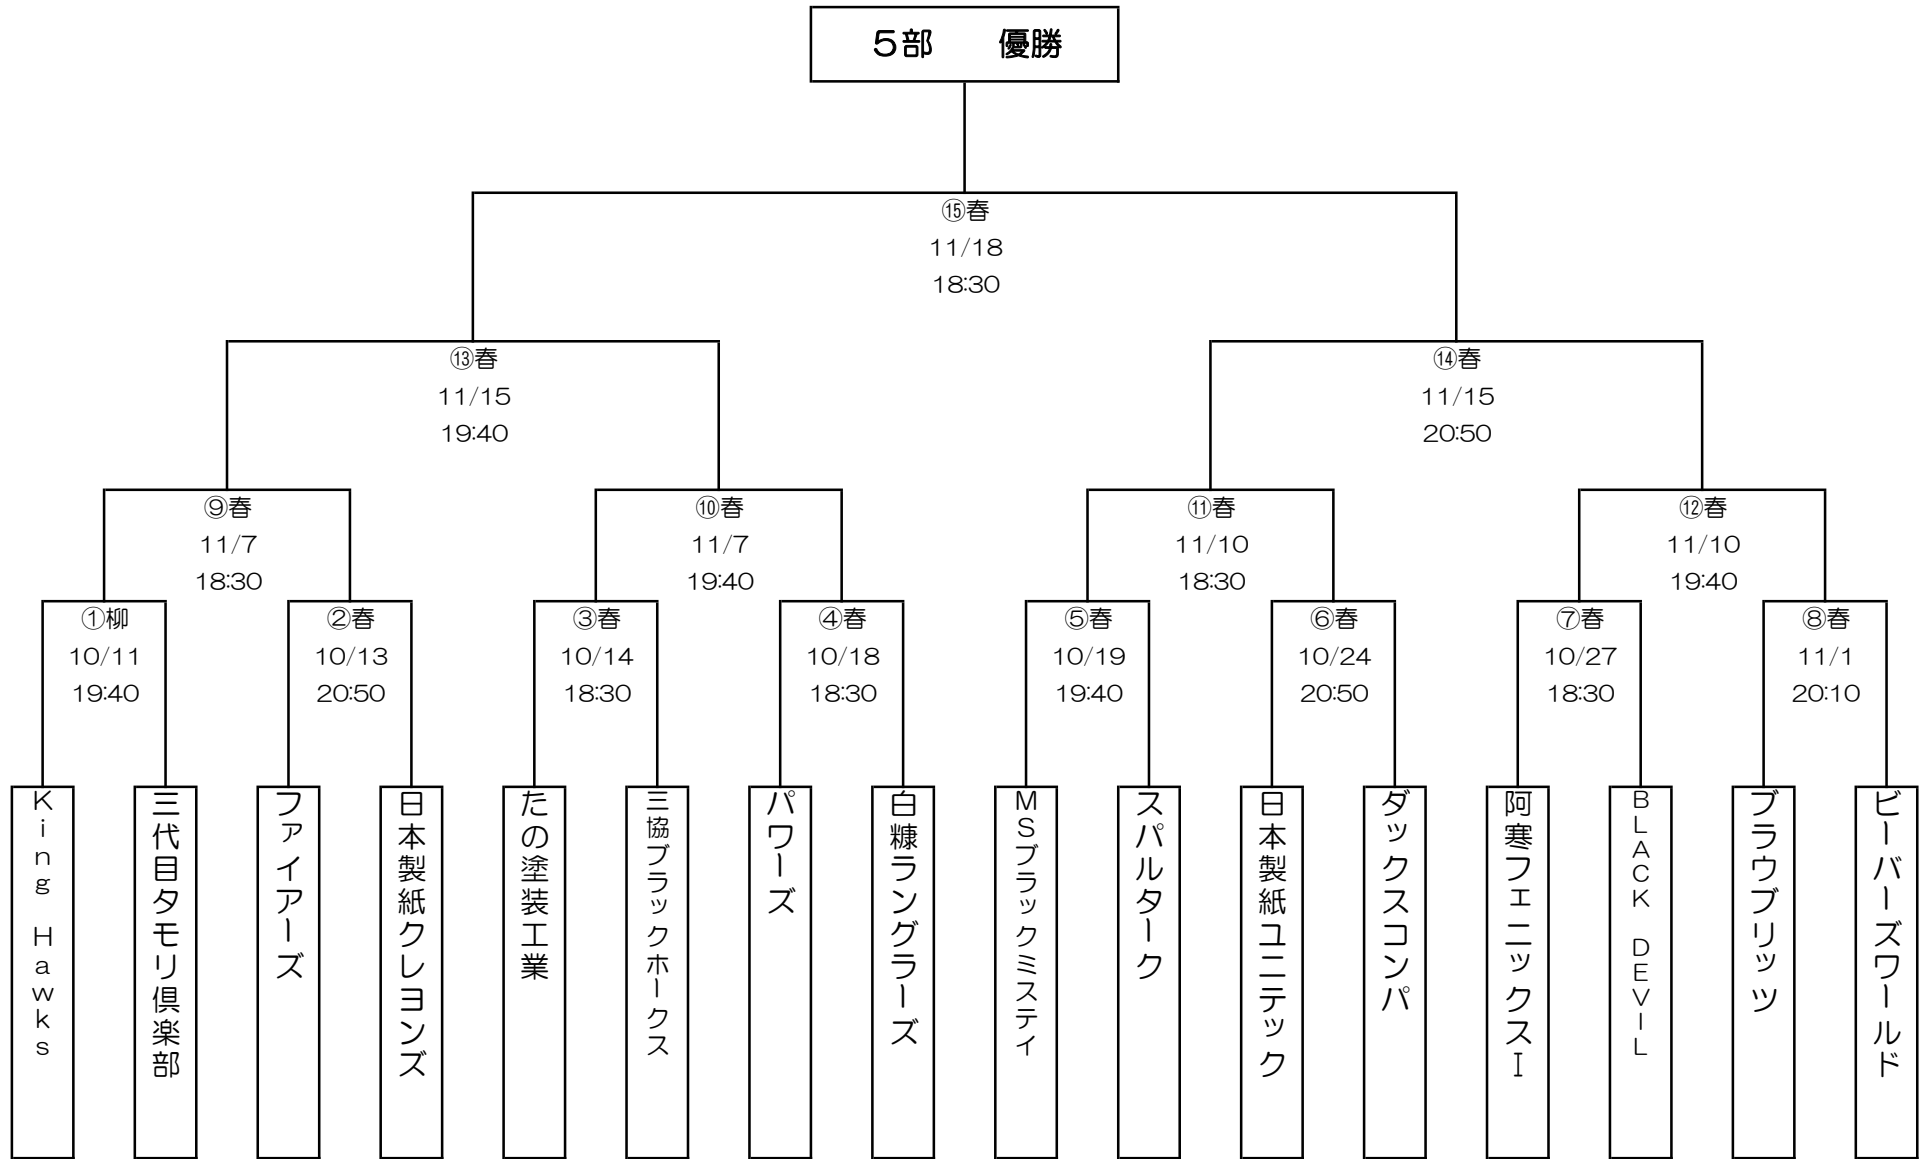 5部　　優勝
⑮春
11/18
18:30
⑬春
11/15
19:40
⑭春
11/15
20:50
⑨春
11/7
18:30
⑩春
11/7
19:40
⑪春
11/10
18:30
⑫春
11/10
19:40
①柳
10/11
19:40
②春
10/13
20:50
③春
10/14
18:30
④春
10/18
18:30
⑤春
10/19
19:40
⑥春
10/24
20:50
⑦春
10/27
18:30
⑧春
11/1
20:10
King Hawks
三代目タモリ倶楽部
ファイアーズ
日本製紙クレヨンズ
たの塗装工業
三協ブラックホークス
パワーズ
白糠ラングラーズ
MSブラックミステイ
スパルターク
日本製紙ユニテック
ダックスコンパ
阿寒フェニックスI
BLACK DEVIL
ブラウブリッツ
ビーバーズワールド